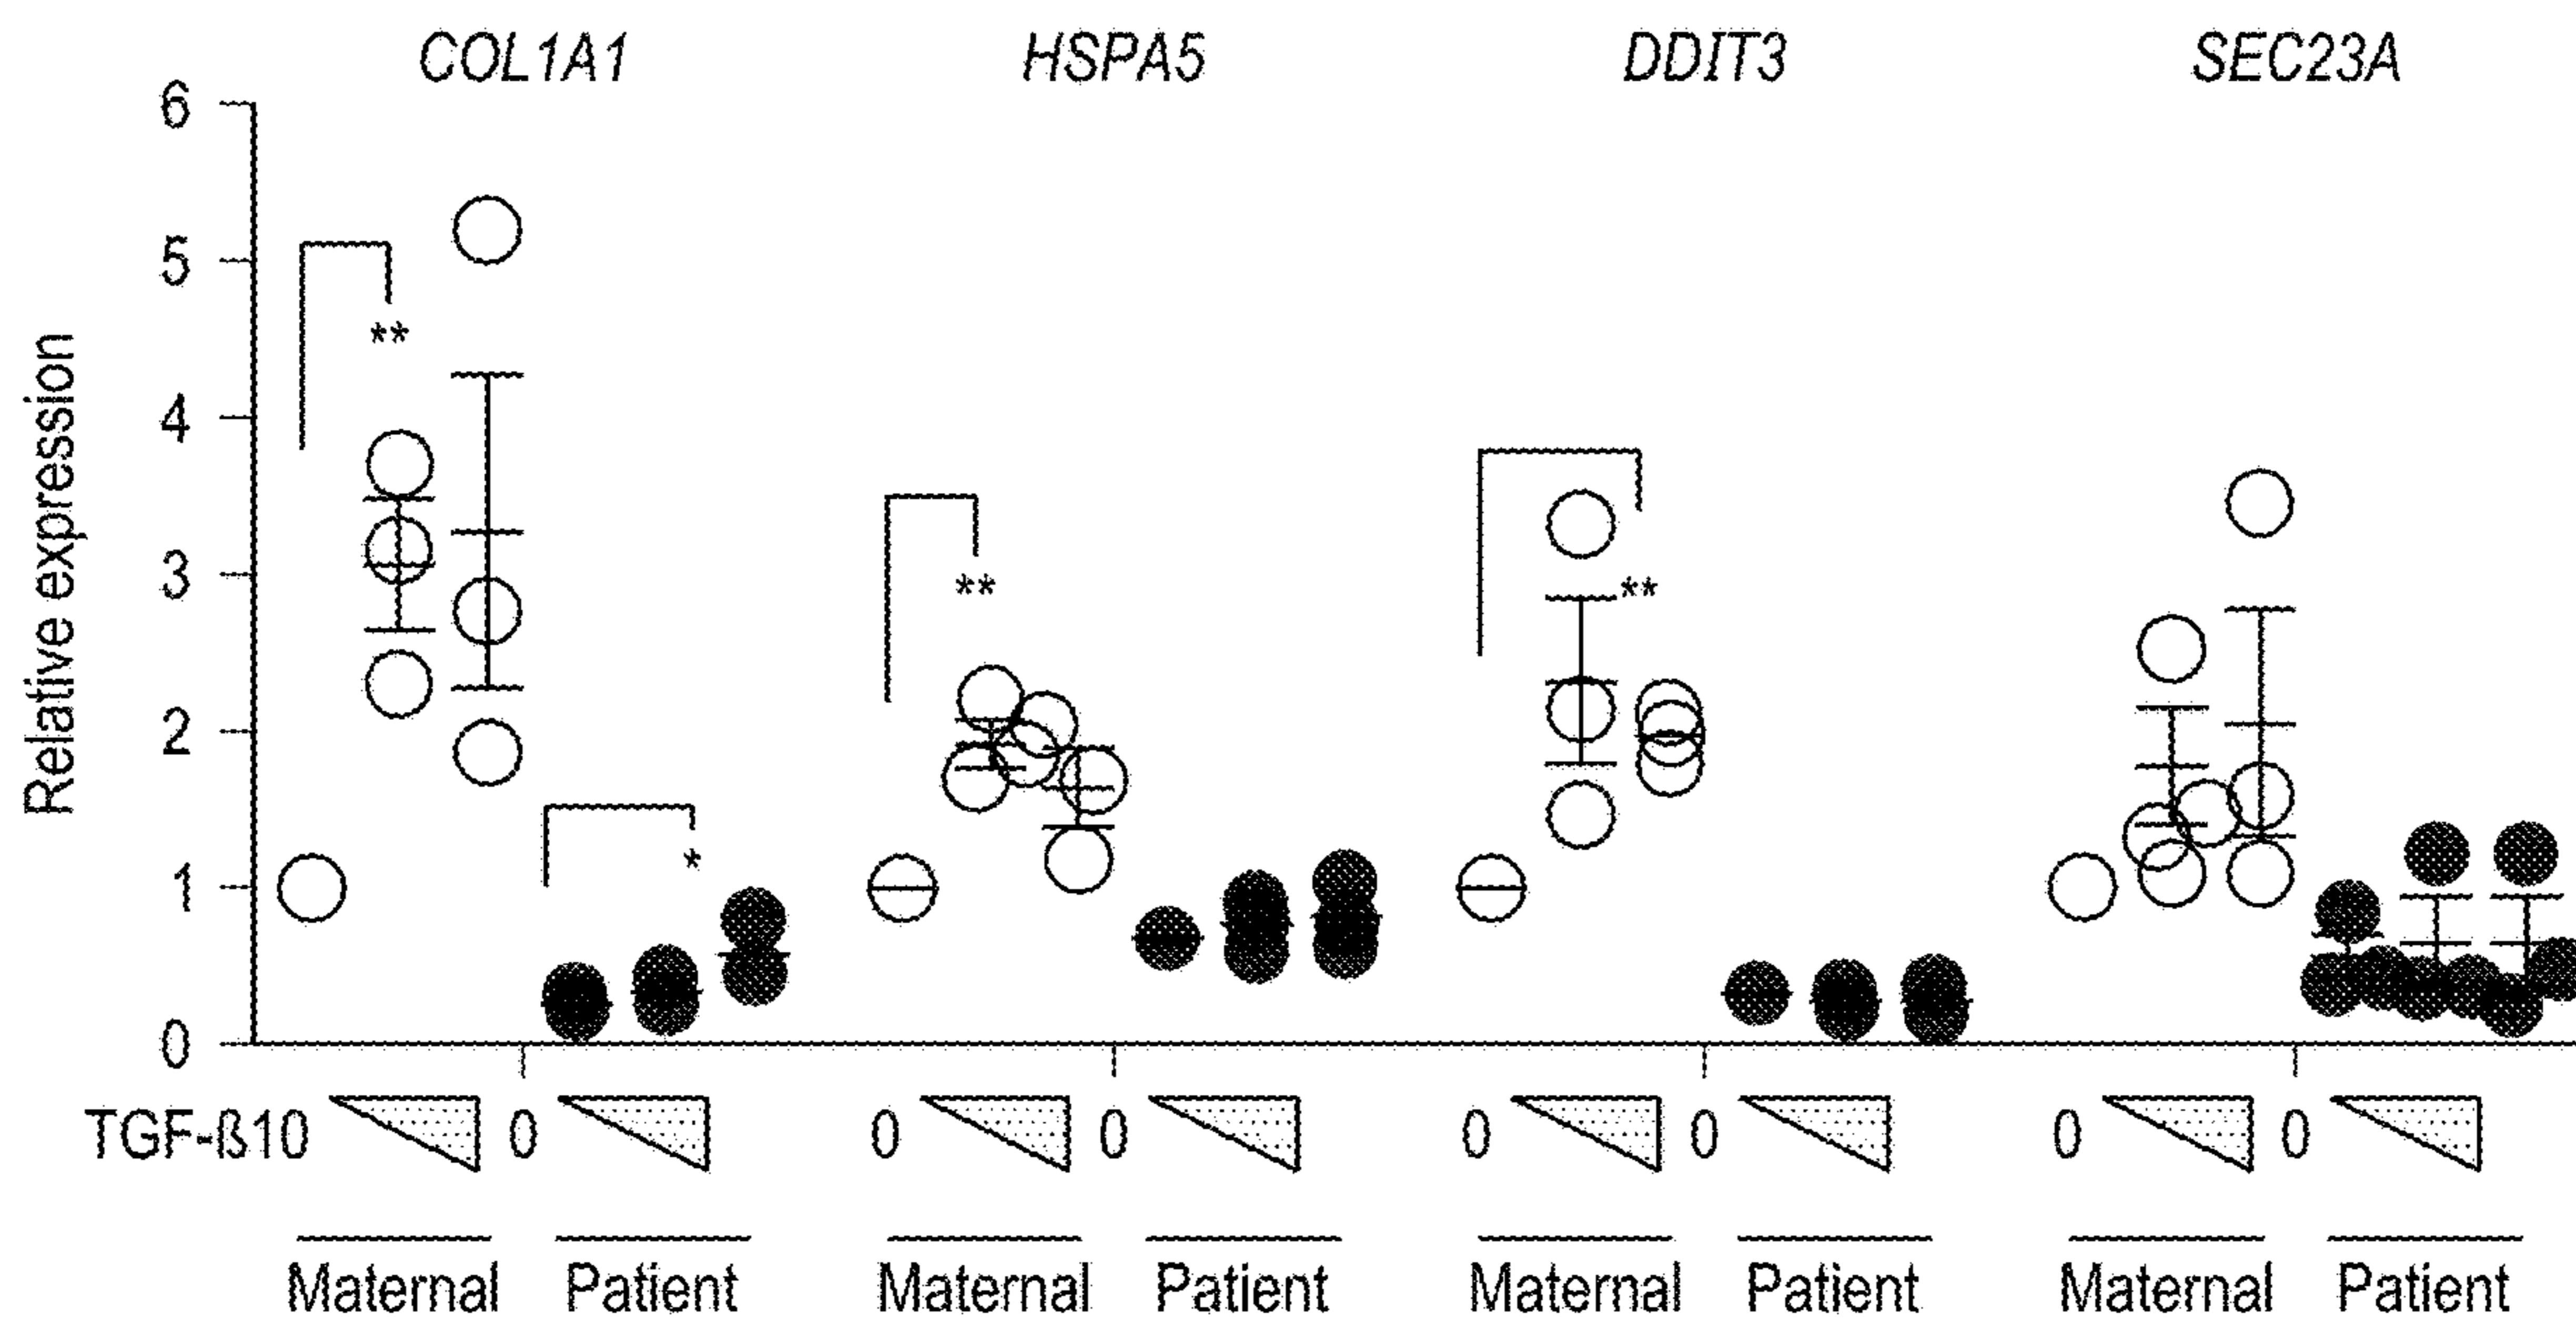 COL1A1 HSPA5 DDIT3 SEC23A
Relative expression
6
5
4
3
2
1
0
**
**
**
*
TGF-ß10 0 0 0 0 0 0 0
Maternal Patient Maternal Patient Maternal Patient Maternal Patient